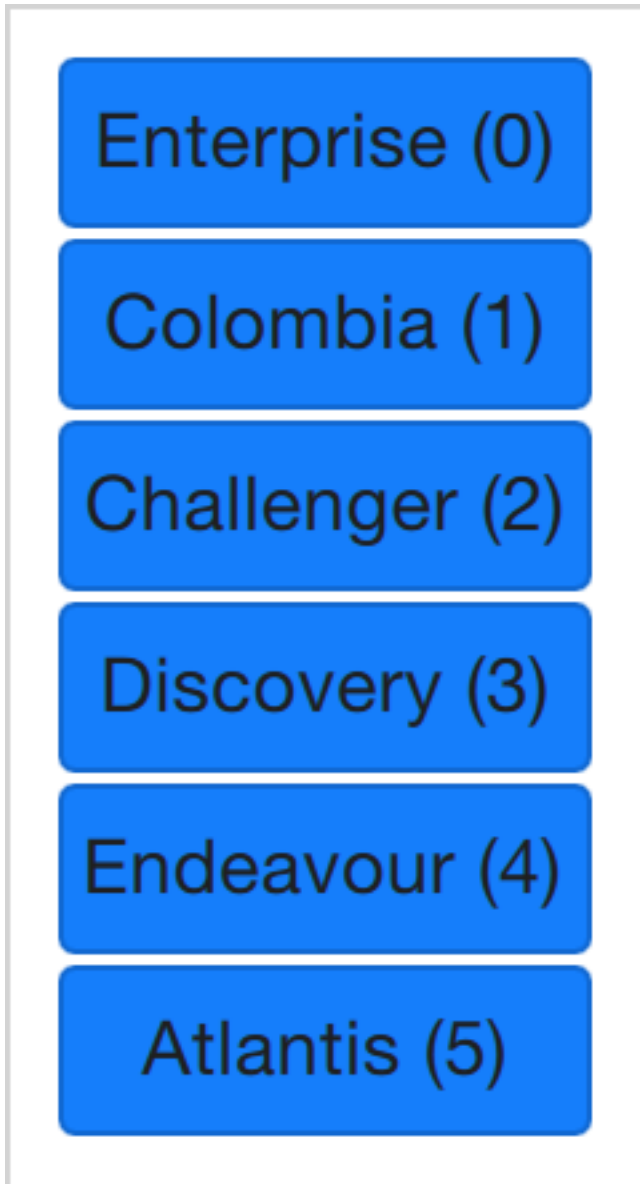 Enterprise (0)
Colombia (1)
Challenger (2)
Discovery (3)
Endeavour (4)
Atlantis (5)